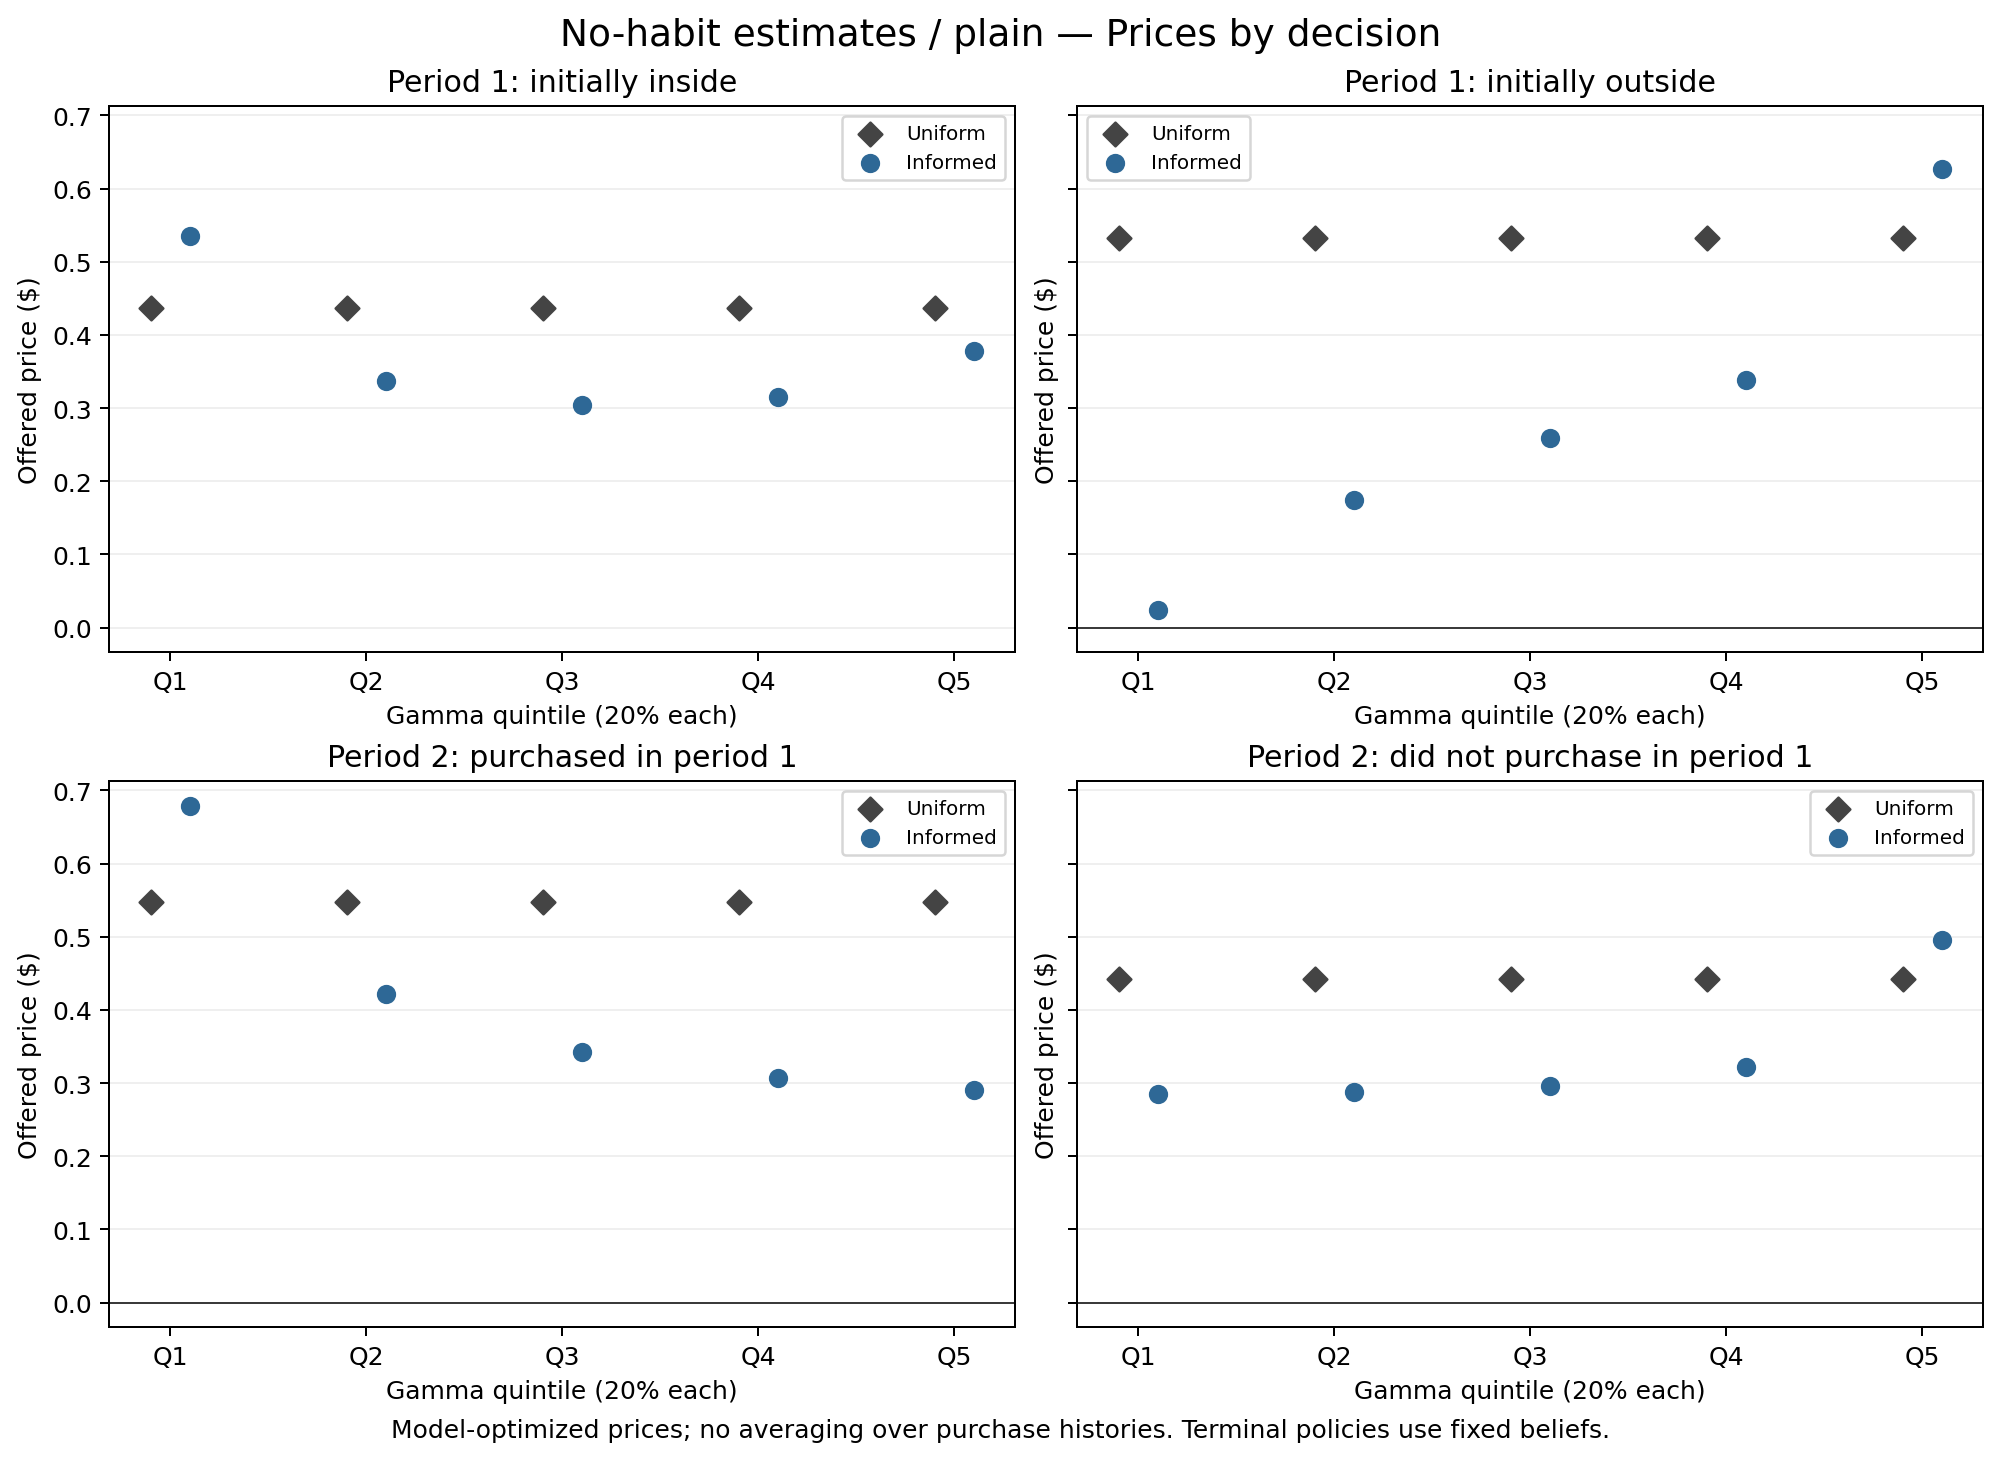 No-habit estimates / plain — Prices by decision
Period 1: initially inside
Offered price ($)
0.7
0.6
0.5
0.4
0.3
0.2
0.1
0.0
Uniform
Informed
Q1 Q2 Q3 Q4 Q5
Gamma quintile (20% each)
Period 1: initially outside
Offered price ($)
Uniform
Informed
Q1 Q2 Q3 Q4 Q5
Gamma quintile (20% each)
Period 2: purchased in period 1
Offered price ($)
0.7
0.6
0.5
0.4
0.3
0.2
0.1
0.0
Uniform
Informed
Q1 Q2 Q3 Q4 Q5
Gamma quintile (20% each)
Period 2: did not purchase in period 1
Offered price ($)
Uniform
Informed
Q1 Q2 Q3 Q4 Q5
Gamma quintile (20% each)
Model-optimized prices; no averaging over purchase histories. Terminal policies use fixed beliefs.